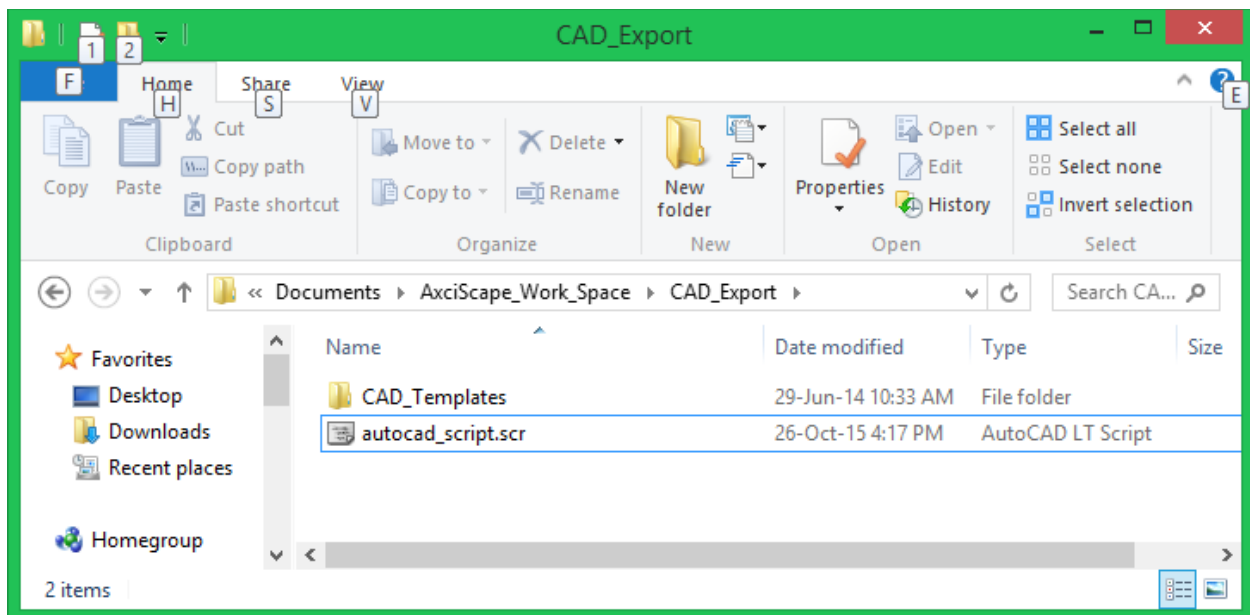 CAD_Export
1 2
F Home Share View
H S V E
Cut Move to Delete Open Select all
Copy path Edit Select none
Copy Paste Paste shortcut Copy to Rename New folder Properties History Invert selection
Clipboard Organize New Open Select
« Documents AxciScape_Work_Space CAD_Export Search CA...
Name Date modified Type Size
Favorites
Desktop CAD_Templates 29-Jun-14 10:33 AM File folder
Downloads autocad_script.scr 26-Oct-15 4:17 PM AutoCAD LT Script
Recent places
Homegroup
2 items